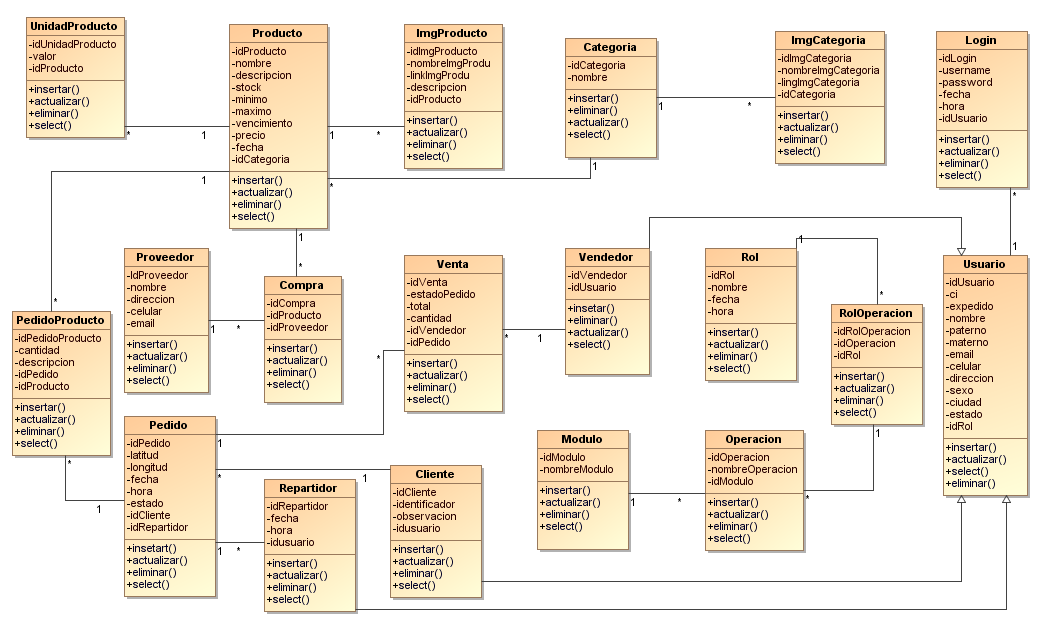 UnidadProducto
-idUnidadProducto
-valor
-idProducto
+insertar()
+actualizar()
+eliminar()
+select()
*
1
Producto
-idProducto
-nombre
-descripcion
-stock
-minimo
-maximo
-vencimiento
-precio
-fecha
-idCategoria
+insertar()
+actualizar()
+eliminar()
+select()
1
*
1
*
1
ImgProducto
-idImgProducto
-nombreImgProdu
-linkImgProdu
-descripcion
-idProducto
+insertar()
+actualizar()
+eliminar()
+select()
Categoria
-idCategoria
-nombre
+insertar()
+actualizar()
+eliminar()
+select()
1
*
1
ImgCategoria
-idImgCategoria
-nombreImgCategoria
-lingImgCategoria
-idCategoria
+insertar()
+actualizar()
+eliminar()
+select()
Login
-idLogin
-username
-password
-fecha
-hora
-idUsuario
+insertar()
+actualizar()
+eliminar()
+select()
*
1
Proveedor
-IdProveedor
-nombre
-direccion
-celular
-email
+insertar()
+actualizar()
+eliminar()
+select()
1
*
*
Compra
-idCompra
-idProducto
-idProveedor
+insertar()
+actualizar()
+eliminar()
+select()
Venta
-idVenta
-estadoPedido
-total
-cantidad
-idVendedor
-idPedido
+insertar()
+actualizar()
+eliminar()
+select()
*
*
1
Vendedor
-idVendedor
-idUsuario
+insetar()
+eliminar()
+actualizar()
+select()
Rol
-idRol
-nombre
-fecha
-hora
+insertar()
+actualizar()
+eliminar()
+select()
1
*
RolOperacion
-idRolOperacion
-idOperacion
-idRol
+insertar()
+actualizar()
+eliminar()
+select()
1
Usuario
-idUsuario
-ci
-expedido
-nombre
-paterno
-materno
-email
-celular
-direccion
-sexo
-ciudad
-estado
-idRol
+insertar()
+actualizar()
+select()
+eliminar()
*
PedidoProducto
-idPedidoProducto
-cantidad
-descripcion
-idPedido
-idProducto
+insertar()
+actualizar()
+eliminar()
+select()
*
1
Pedido
-idPedido
-latitud
-longitud
-fecha
-hora
-estado
-idCliente
-idRepartidor
+insetart()
+actualizar()
+eliminar()
+select()
1
*
1
1
*
Repartidor
-idRepartidor
-fecha
-hora
-idusuario
+insertar()
+actualizar()
+eliminar()
+select()
Cliente
-idCliente
-identificador
-observacion
-idusuario
+insertar()
+actualizar()
+eliminar()
+select()
Modulo
-idModulo
-nombreModulo
+insertar()
+actualizar()
+eliminar()
+select()
1
*
Operacion
-idOperacion
-nombreOperacion
-idModulo
+insertar()
+actualizar()
+eliminar()
+select()
*